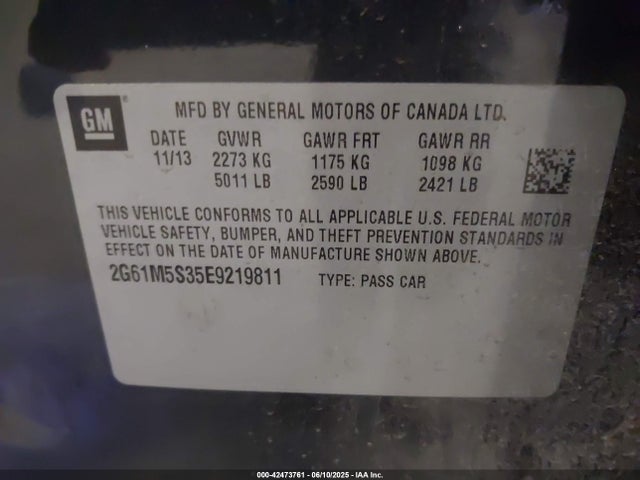 GM
MFD BY GENERAL MOTORS OF CANADA LTD.
DATE GVWR GAWR FRT GAWR RR
11/13 2273 KG 1175 KG 1098 KG
5011 LB 2590 LB 2421 LB
THIS VEHICLE CONFORMS TO ALL APPLICABLE U.S. FEDERAL MOTOR
VEHICLE SAFETY, BUMPER, AND THEFT PREVENTION STANDARDS IN
EFFECT ON THE DATE OF MANUFACTURE SHOWN ABOVE.
2G61M5S35E9219811 TYPE: PASS CAR
000-42473761 - 06/10/2025 - IAA Inc.